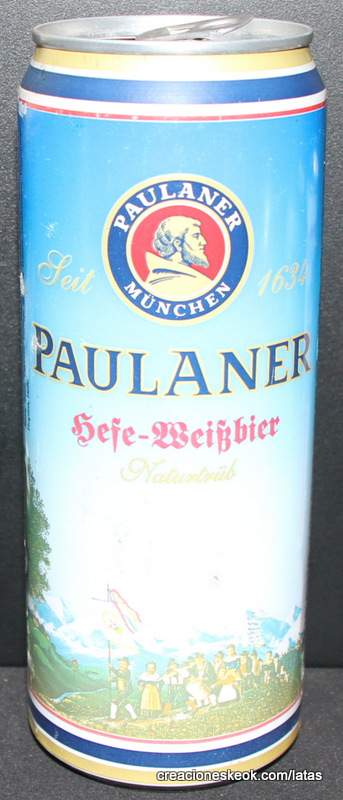 PAULANER
MÜNCHEN
Seit 1634
PAULANER
Hefe-Weißbier
Naturtrüb
creacioneskeok.com/latas